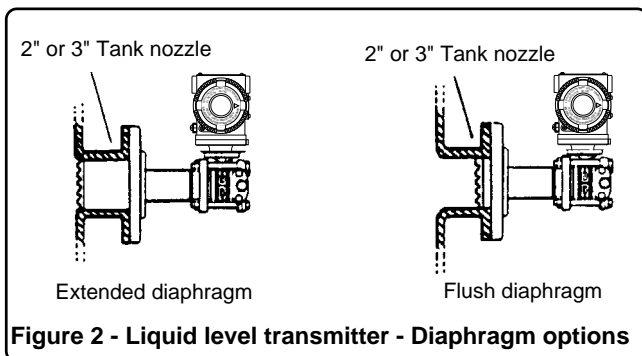 2" or 3" Tank nozzle
2" or 3" Tank nozzle
Extended diaphragm
Flush diaphragm
Figure 2 - Liquid level transmitter - Diaphragm options